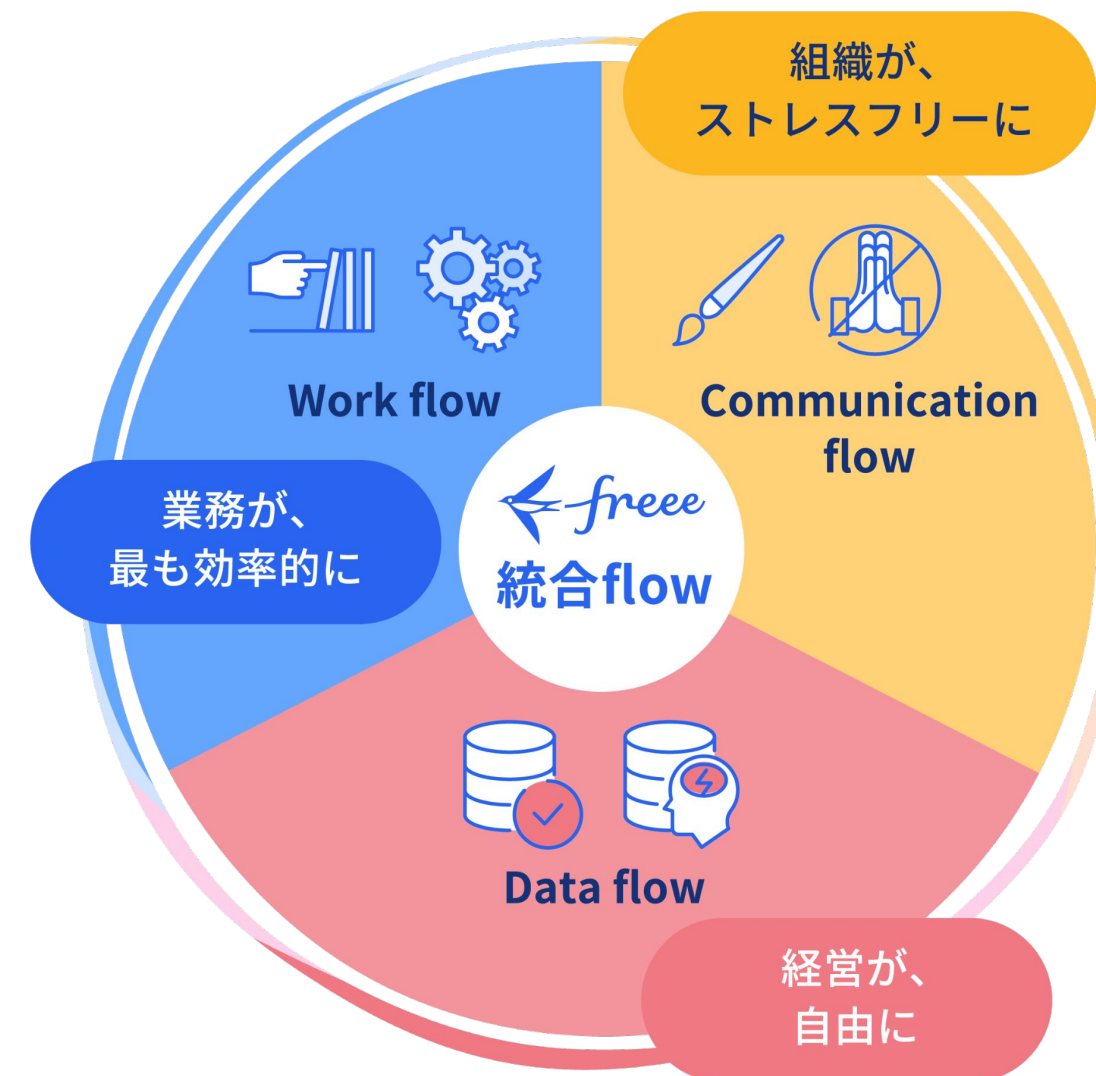 組織が、
ストレスフリーに
Work flow
Communication
flow
業務が、
最も効率的に
freee
統合flow
Data flow
経営が、
自由に